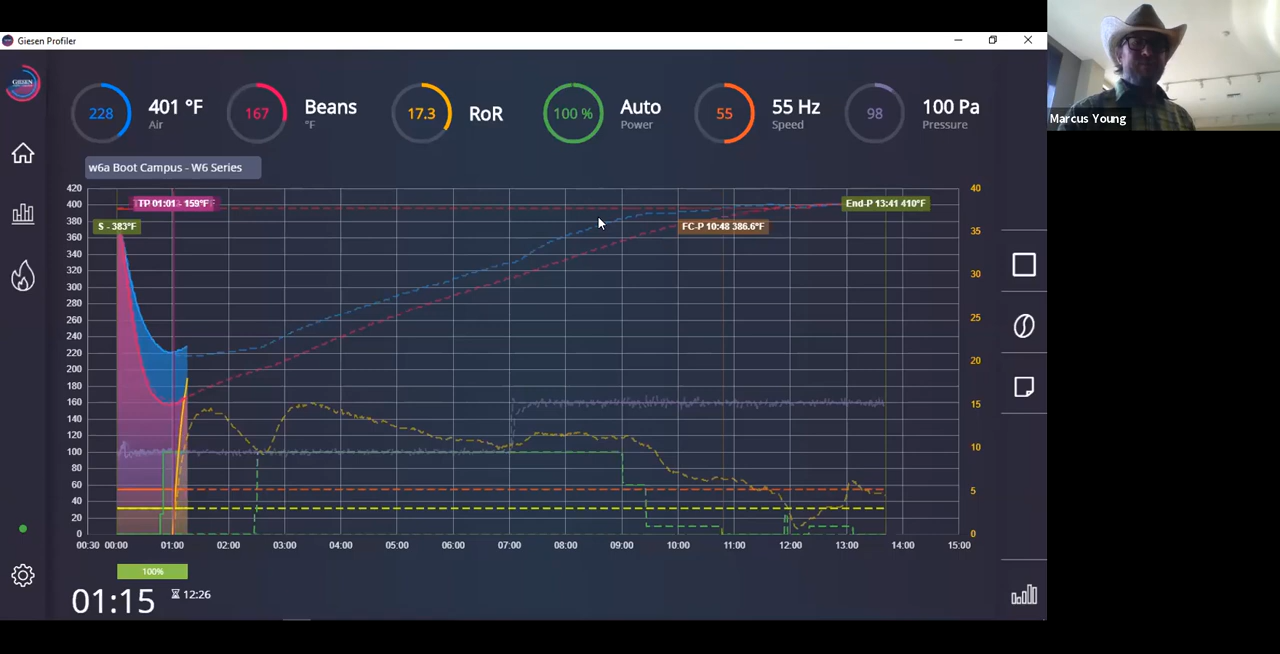 Giesen Profiler
GIESEN
228
401 °F
Air
167
Beans
°F
17.3
RoR
100 %
Auto
Power
55
55 Hz
Speed
98
100 Pa
Pressure
Marcus Young
w6a Boot Campus - W6 Series
420
400
380
360
340
320
300
280
260
240
220
200
180
160
140
120
100
80
60
40
20
0
TP 01:01 - 159°F
S - 383°F
FC-P 10:48 386.6°F
End-P 13:41 410°F
40
35
30
25
20
15
10
5
0
00:30 00:00 01:00 02:00 03:00 04:00 05:00 06:00 07:00 08:00 09:00 10:00 11:00 12:00 13:00 14:00 15:00
100%
01:15
12:26